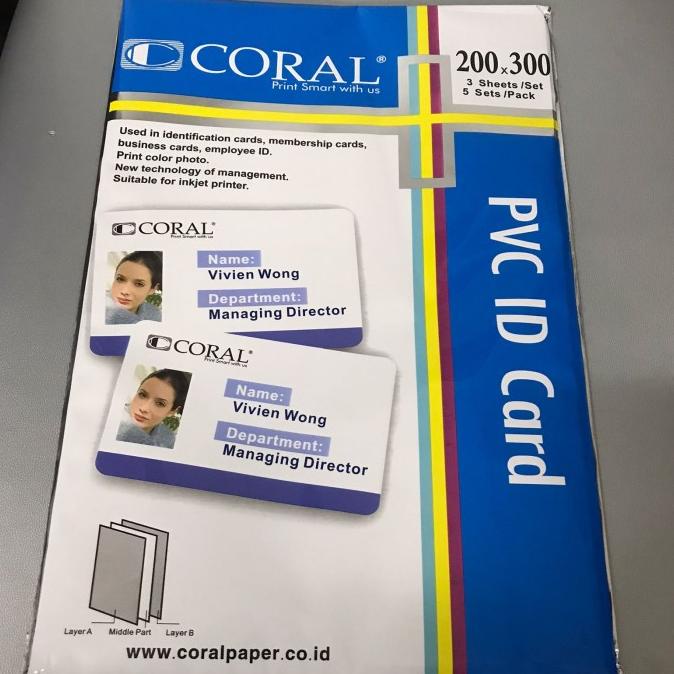 CORAL®
Print Smart with us
200x300
3 Sheets /Set
5 Sets /Pack
Used in identification cards, membership cards,
business cards, employee ID.
Print color photo.
New technology of management.
Suitable for inkjet printer.
PVC ID Card
CORAL®
Print Smart with us
Name:
Vivien Wong
Department:
Managing Director
CORAL®
Print Smart with us
Name:
Vivien Wong
Department:
Managing Director
Layer A Middle Part Layer B
www.coralpaper.co.id